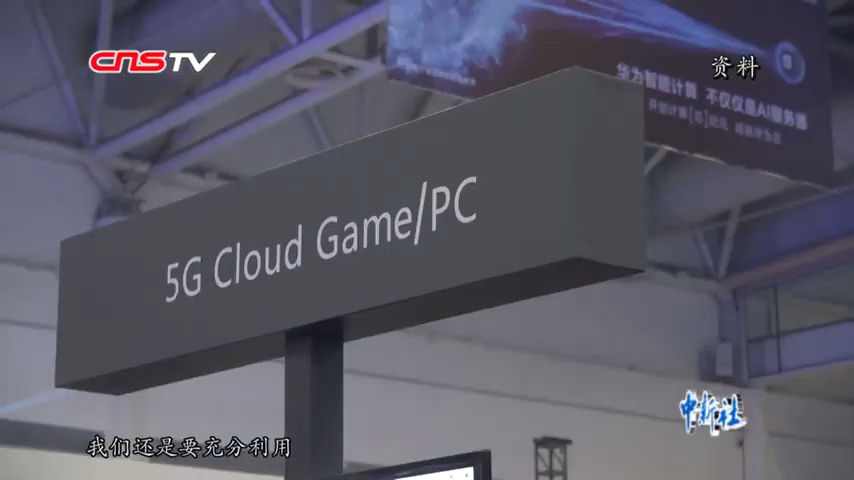 CNSTV
资料
华为智能计算 不仅仅是AI服务器
5G Cloud Game/PC
中新社
我们还是要充分利用